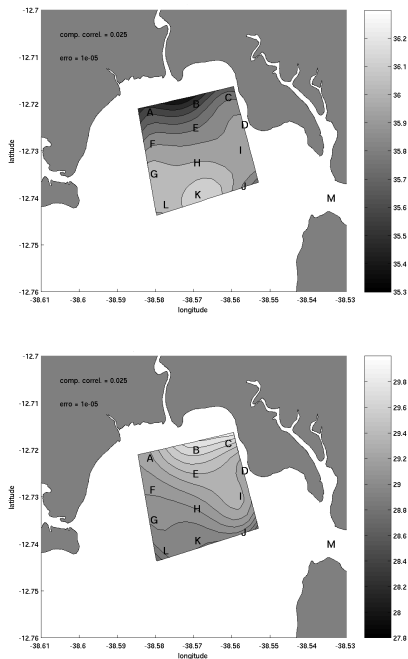 -12.7
comp. correl. = 0.025
36.2
-12.71
erro = 1e-05
36.1
36
-12.72
A B C
35.9
E D
-12.73
F
35.8
latitude
H I
35.7
G
-12.74
K J
35.6
L M
35.5
-12.75
35.4
-12.76
35.3
-38.61 -38.6 -38.59 -38.58 -38.57 -38.56 -38.55 -38.54 -38.53
longitude
-12.7
comp. correl. = 0.025
29.8
-12.71
erro = 1e-05
29.6
29.4
-12.72
A B C
29.2
E D
-12.73
F
29
latitude
H I
28.8
G
-12.74
K J
28.6
L M
28.4
-12.75
28.2
28
-12.76
27.8
-38.61 -38.6 -38.59 -38.58 -38.57 -38.56 -38.55 -38.54 -38.53
longitude